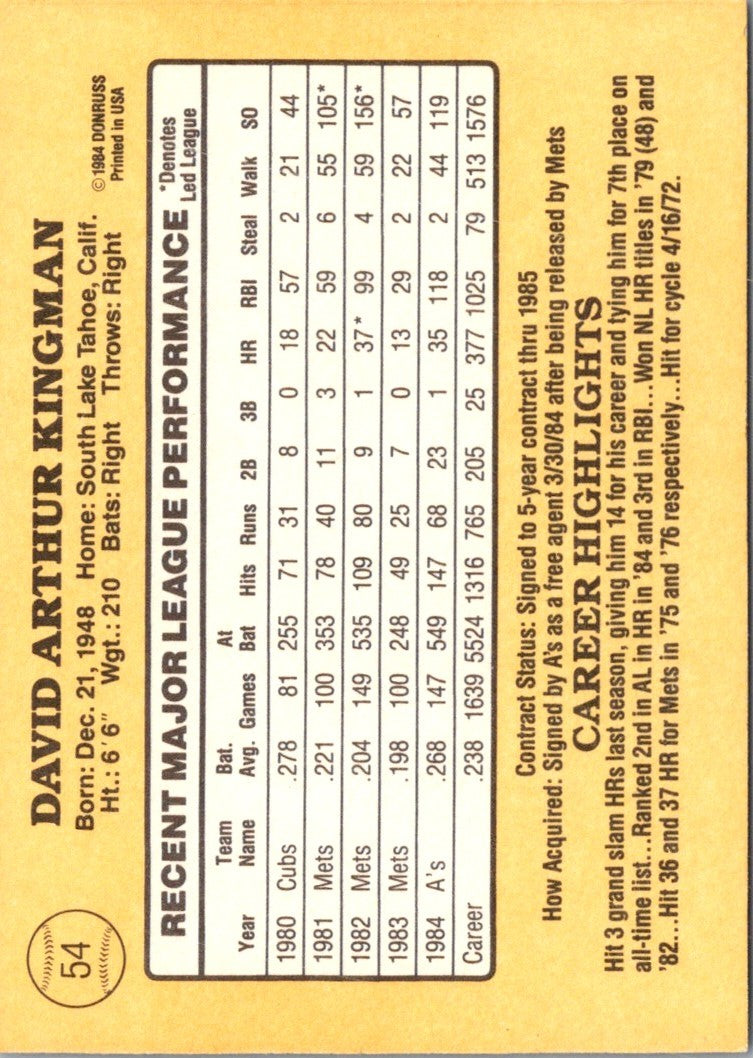 54
DAVID ARTHUR KINGMAN
Born: Dec. 21, 1948 Home: South Lake Tahoe, Calif.
Ht.: 6'6" Wgt.: 210 Bats: Right Throws: Right
© 1984 DONRUSS
Printed in USA
RECENT MAJOR LEAGUE PERFORMANCE *Denotes Led League
Year Team Name Bat. Avg. Games At Bat Hits Runs 2B 3B HR RBI Steal Walk SO
1980 Cubs .278 81 255 71 31 8 0 18 57 2 21 44
1981 Mets .221 100 353 78 40 11 3 22 59 6 55 105*
1982 Mets .204 149 535 109 80 9 1 37* 99 4 59 156*
1983 Mets .198 100 248 49 25 7 0 13 29 2 22 57
1984 A's .268 147 549 147 68 23 1 35 118 2 44 119
Career .238 1639 5524 1316 765 205 25 377 1025 79 513 1576
Contract Status: Signed to 5-year contract thru 1985
How Acquired: Signed by A's as a free agent 3/30/84 after being released by Mets
CAREER HIGHLIGHTS
Hit 3 grand slam HRs last season, giving him 14 for his career and tying him for 7th place on
all-time list...Ranked 2nd in AL in HR in '84 and 3rd in RBI...Won NL HR titles in '79 (48) and
'82...Hit 36 and 37 HR for Mets in '75 and '76 respectively...Hit for cycle 4/16/72.